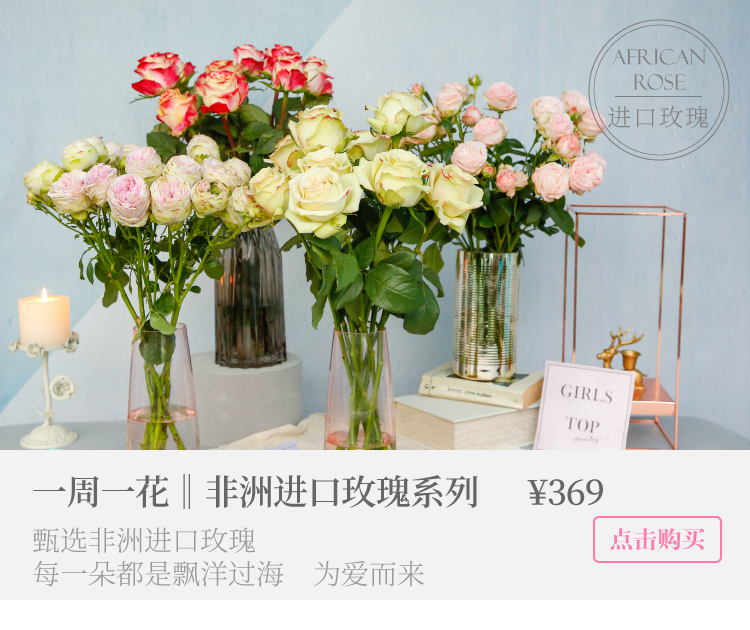 AFRICAN
ROSE
进口玫瑰
GIRLS
TOP
一周一花‖非洲进口玫瑰系列 ¥369
甄选非洲进口玫瑰
点击购买
每一朵都是飘洋过海 为爱而来